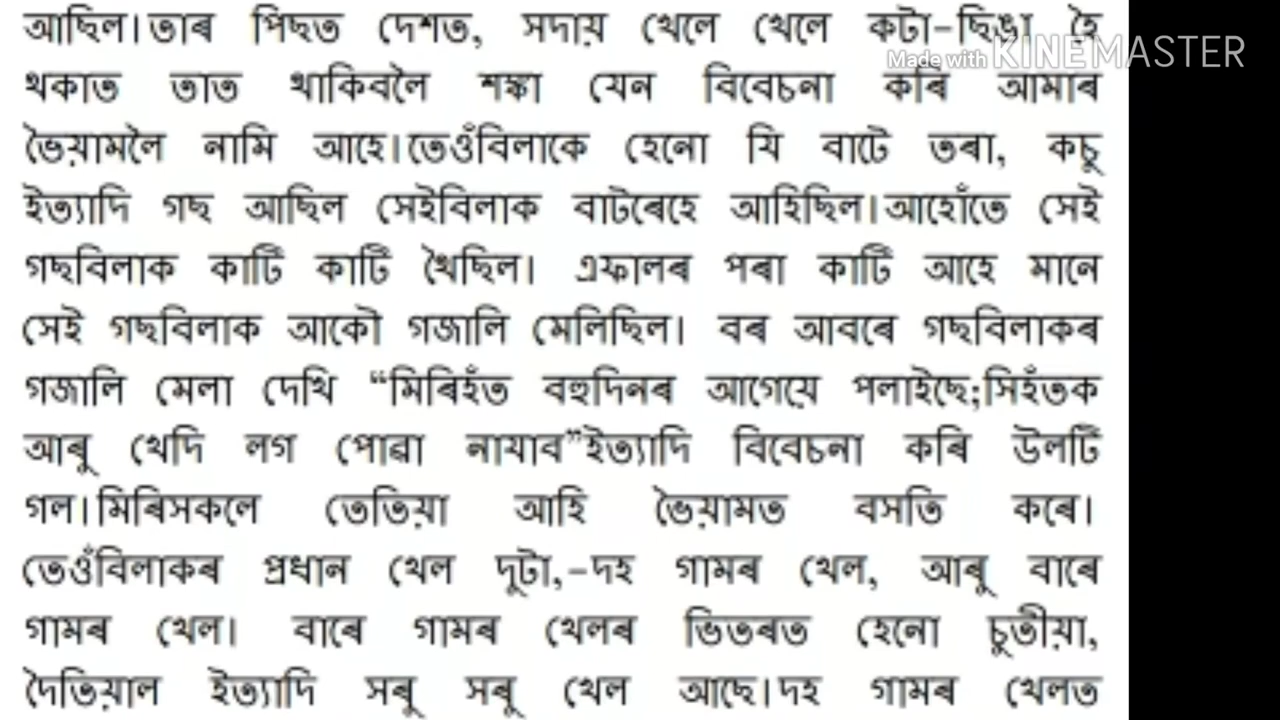 আছিল।তাৰ পিছত দেশত, সদায় খেলে খেলে কটা-ছিঙা হৈ
Made with KINEMASTER
থকাত তাত থাকিবলৈ শঙ্কা যেন বিবেচনা কৰি আমাৰ
ভৈয়ামলৈ নামি আহে।তেওঁবিলাকে হেনো যি বাটে তৰা, কচু
ইত্যাদি গছ আছিল সেইবিলাক বাটৰেহে আহিছিল।আহোঁতে সেই
গছবিলাক কাটি কাটি থৈছিল। এফালৰ পৰা কাটি আহে মানে
সেই গছবিলাক আকৌ গজালি মেলিছিল। বৰ আবৰে গছবিলাকৰ
গজালি মেলা দেখি “মিৰিহঁত বহুদিনৰ আগেয়ে পলাইছে;সিহঁতক
আৰু খেদি লগ পোৱা নাযাব”ইত্যাদি বিবেচনা কৰি উলটি
গল।মিৰিসকলে তেতিয়া আহি ভৈয়ামত বসতি কৰে।
তেওঁবিলাকৰ প্ৰধান খেল দুটা,-দহ গামৰ খেল, আৰু বাৰে
গামৰ খেল। বাৰে গামৰ খেলৰ ভিতৰত হেনো চুতীয়া,
দৈতিয়াল ইত্যাদি সৰু সৰু খেল আছে।দহ গামৰ খেলত